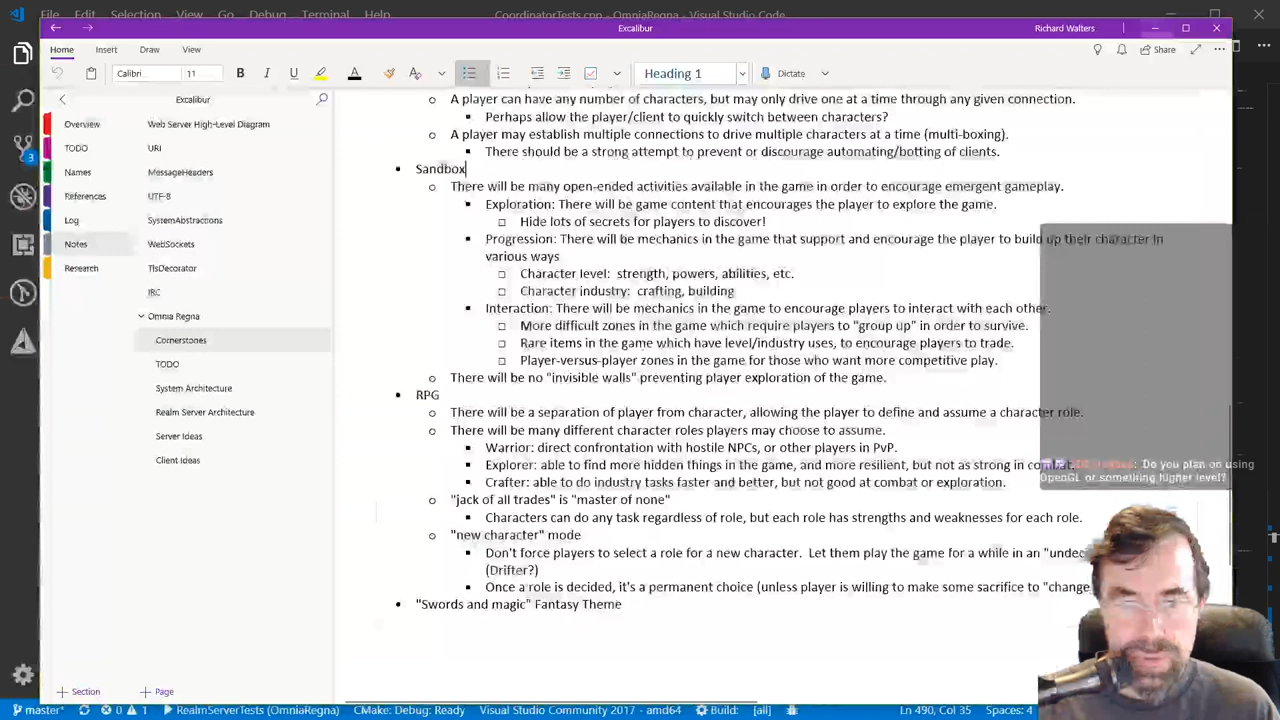 File
View
Go
Debug
Terminal
Help
CoordinatorTests.cpp - OmniaRegna - Visual Studio Code
Excalibur
Richard Walters
Home
Insert
Draw
View
Share
Calibri
11
B
I
U
A
Heading 1
Dictate
Excalibur
Overview
TODO
Names
References
Log
Notes
Research
Web Server High-Level Diagram
URI
MessageHeaders
UTF-8
SystemAbstractions
WebSockets
TlsDecorator
IRC
Omnia Regna
Cornerstones
TODO
System Architecture
Realm Server Architecture
Server Ideas
Client Ideas
Section
Page
A player can have any number of characters, but may only drive one at a time through any given connection.
Perhaps allow the player/client to quickly switch between characters?
A player may establish multiple connections to drive multiple characters at a time (multi-boxing).
There should be a strong attempt to prevent or discourage automating/botting of clients.
Sandbox
There will be many open-ended activities available in the game in order to encourage emergent gameplay.
Exploration: There will be game content that encourages the player to explore the game.
Hide lots of secrets for players to discover!
Progression: There will be mechanics in the game that support and encourage the player to build up their character in
various ways
Character level:  strength, powers, abilities, etc.
Character industry:  crafting, building
Interaction: There will be mechanics in the game to encourage players to interact with each other.
More difficult zones in the game which require players to "group up" in order to survive.
Rare items in the game which have level/industry uses, to encourage players to trade.
Player-versus-player zones in the game for those who want more competitive play.
There will be no "invisible walls" preventing player exploration of the game.
RPG
There will be a separation of player from character, allowing the player to define and assume a character role.
There will be many different character roles players may choose to assume.
Warrior: direct confrontation with hostile NPCs, or other players in PvP.
Explorer: able to find more hidden things in the game, and more resilient, but not as strong in combat
Crafter: able to do industry tasks faster and better, but not good at combat or exploration.
"jack of all trades" is "master of none"
Characters can do any task regardless of role, but each role has strengths and weaknesses for each role.
"new character" mode
Don't force players to select a role for a new character.  Let them play the game for a while in an "undec
(Drifter?)
Once a role is decided, it's a permanent choice (unless player is willing to make some sacrifice to "change
"Swords and magic" Fantasy Theme
: Do you plan on using
OpenGL or something higher level?
3
master*
0
1
RealmServerTests (OmniaRegna)
CMake: Debug: Ready
Visual Studio Community 2017 - amd64
Build:
[all]
Ln 490, Col 35
Spaces: 4